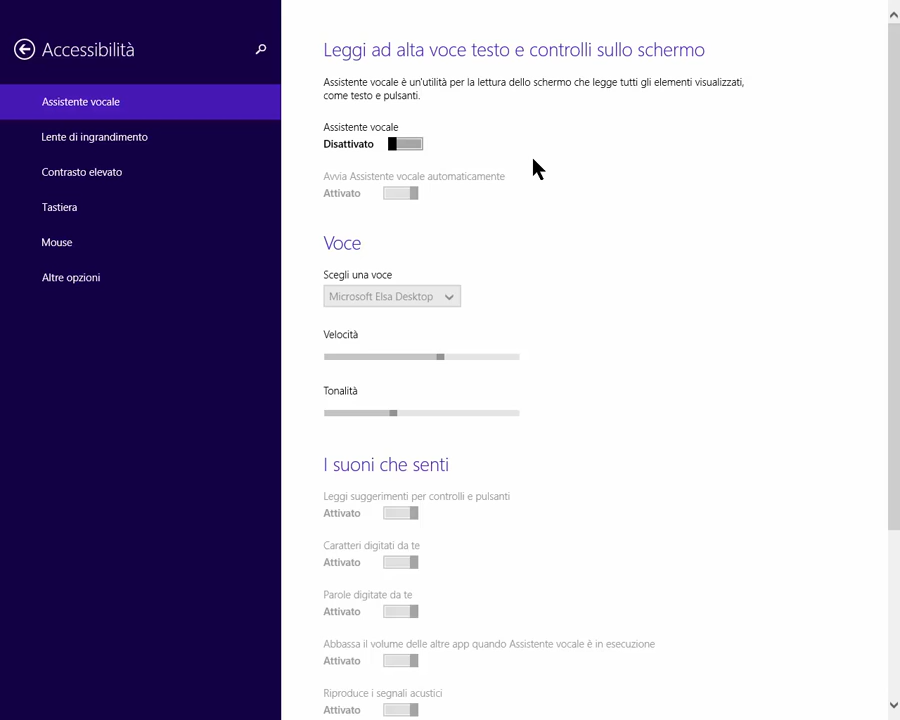 Accessibilità
Assistente vocale
Lente di ingrandimento
Contrasto elevato
Tastiera
Mouse
Altre opzioni
Leggi ad alta voce testo e controlli sullo schermo
Assistente vocale è un'utilità per la lettura dello schermo che legge tutti gli elementi visualizzati,
come testo e pulsanti.
Assistente vocale
Disattivato
Avvia Assistente vocale automaticamente
Attivato
Voce
Scegli una voce
Microsoft Elsa Desktop
Velocità
Tonalità
I suoni che senti
Leggi suggerimenti per controlli e pulsanti
Attivato
Caratteri digitati da te
Attivato
Parole digitate da te
Attivato
Abbassa il volume delle altre app quando Assistente vocale è in esecuzione
Attivato
Riproduce i segnali acustici
Attivato